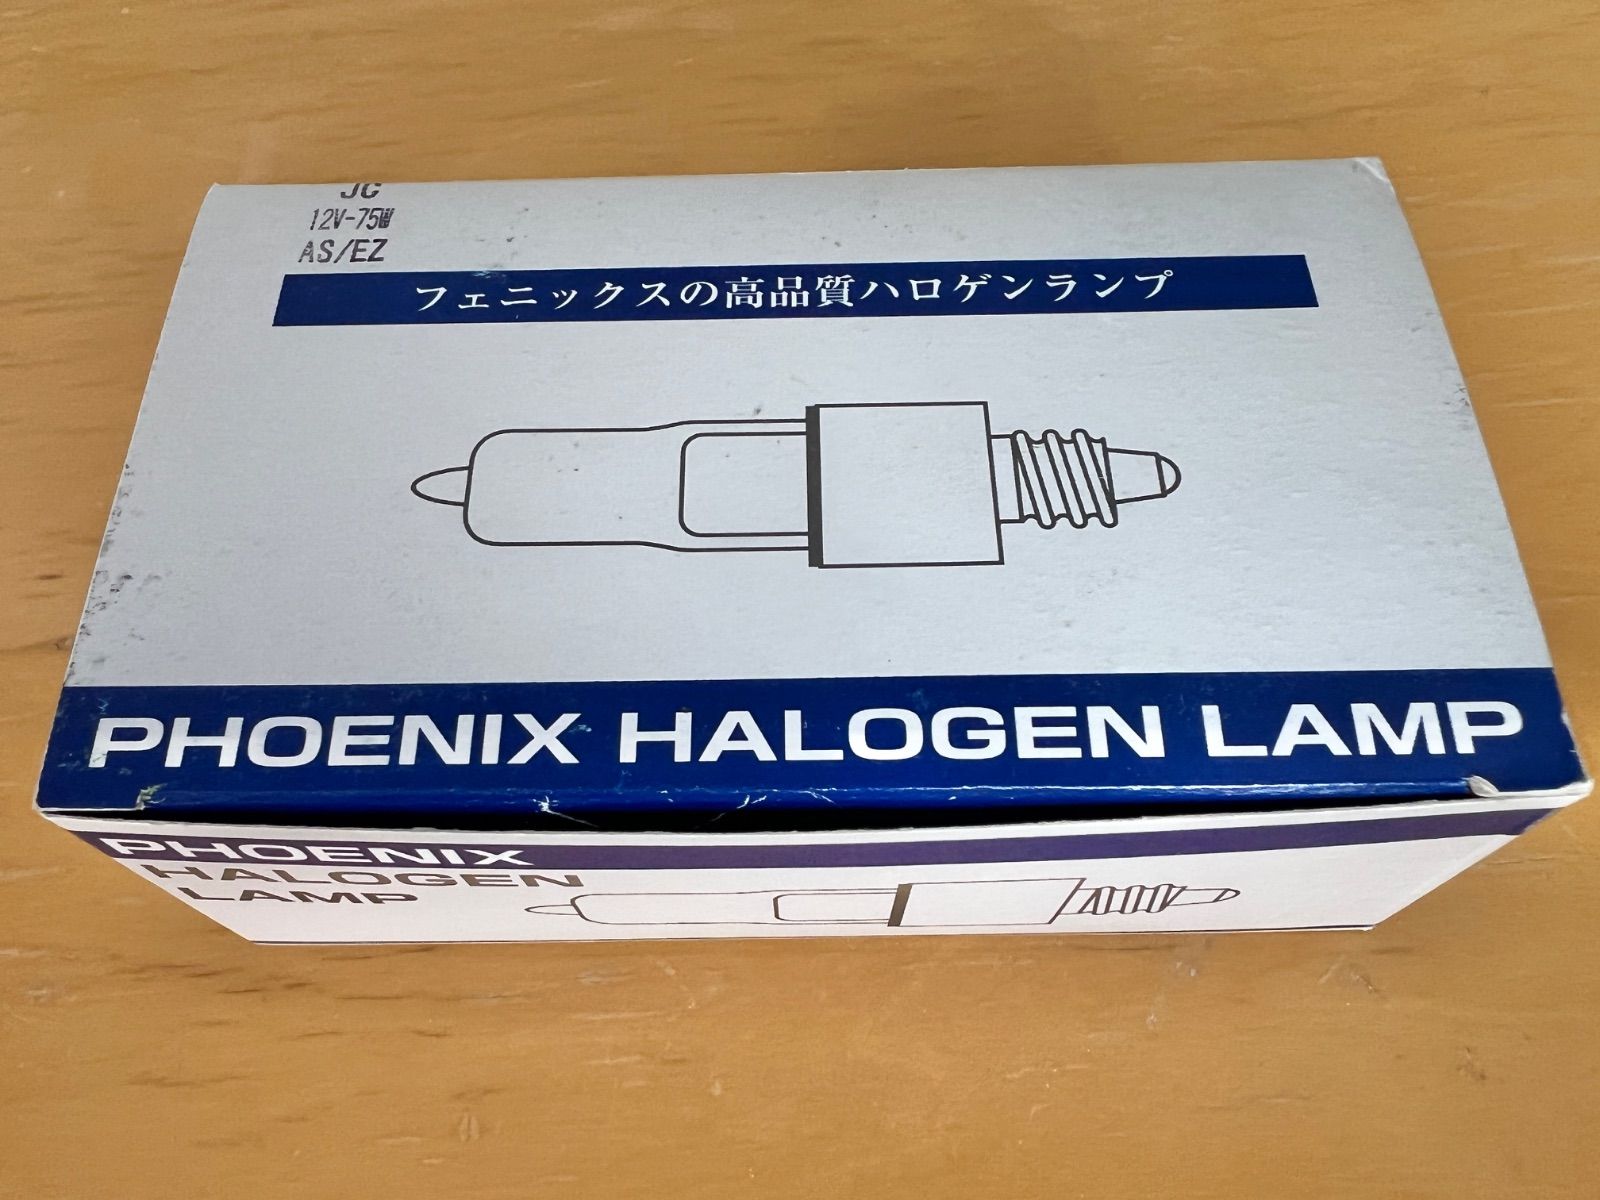 JC
12V-75W
AS/EZ
フェニックスの高品質ハロゲンランプ
PHOENIX HALOGEN LAMP
PHOENIX
HALOGEN
LAMP